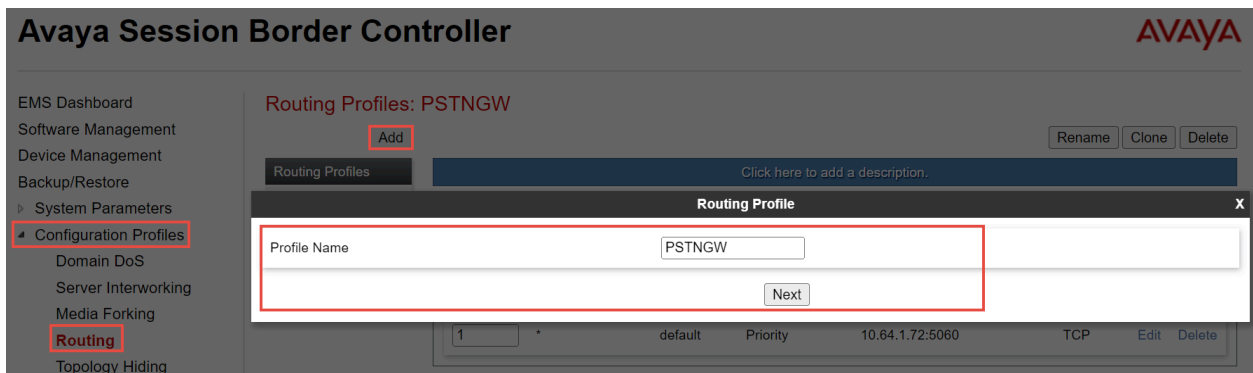 Avaya Session Border Controller
AVAYA
EMS Dashboard
Software Management
Device Management
Backup/Restore
System Parameters
Configuration Profiles
Domain DoS
Server Interworking
Media Forking
Routing
Topology Hiding
Routing Profiles: PSTNGW
Add
Rename Clone Delete
Routing Profiles
Click here to add a description.
Routing Profile X
Profile Name PSTNGW
Next
1 * default Priority 10.64.1.72:5060 TCP Edit Delete